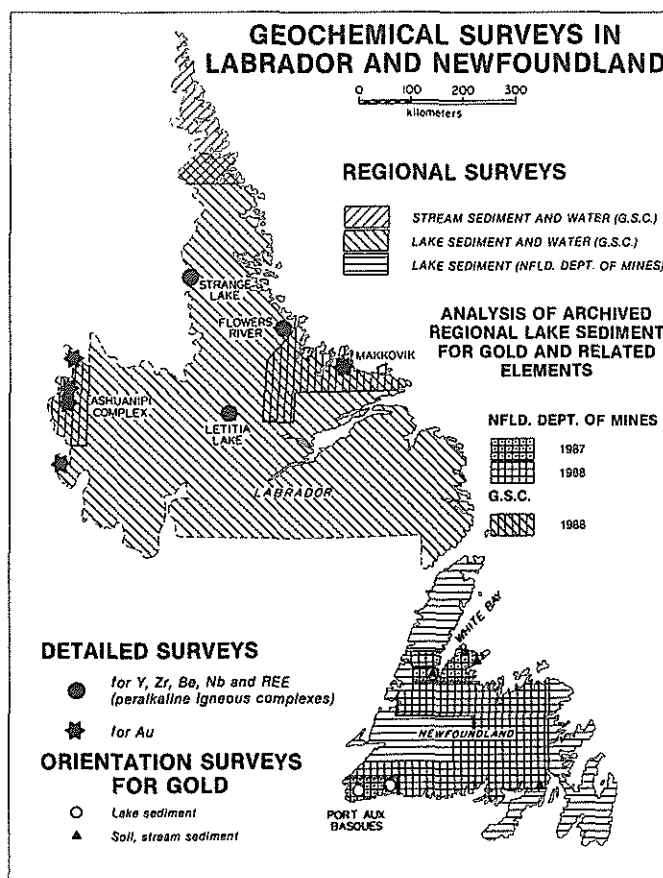 GEOCHEMICAL SURVEYS IN
LABRADOR AND NEWFOUNDLAND
0 100 200 300
kilometers
REGIONAL SURVEYS
STREAM SEDIMENT AND WATER (G.S.C.)
LAKE SEDIMENT AND WATER (G.S.C.)
LAKE SEDIMENT (NFLD. DEPT. OF MINES)
STRANGE
LAKE
FLOWERS
RIVER
MAKKOVIK
ASHUANIPI
COMPLEX
LETITIA
LAKE
LABRADOR
ANALYSIS OF ARCHIVED
REGIONAL LAKE SEDIMENT
FOR GOLD AND RELATED
ELEMENTS
NFLD. DEPT. OF MINES
1987
1988
G.S.C.
1988
WHITE BAY
NEWFOUNDLAND
PORT AUX
BASQUES
DETAILED SURVEYS
for Y, Zr, Be, Nb and REE
(peralkaline igneous complexes)
for Au
ORIENTATION SURVEYS
FOR GOLD
Lake sediment
Soil, stream sediment